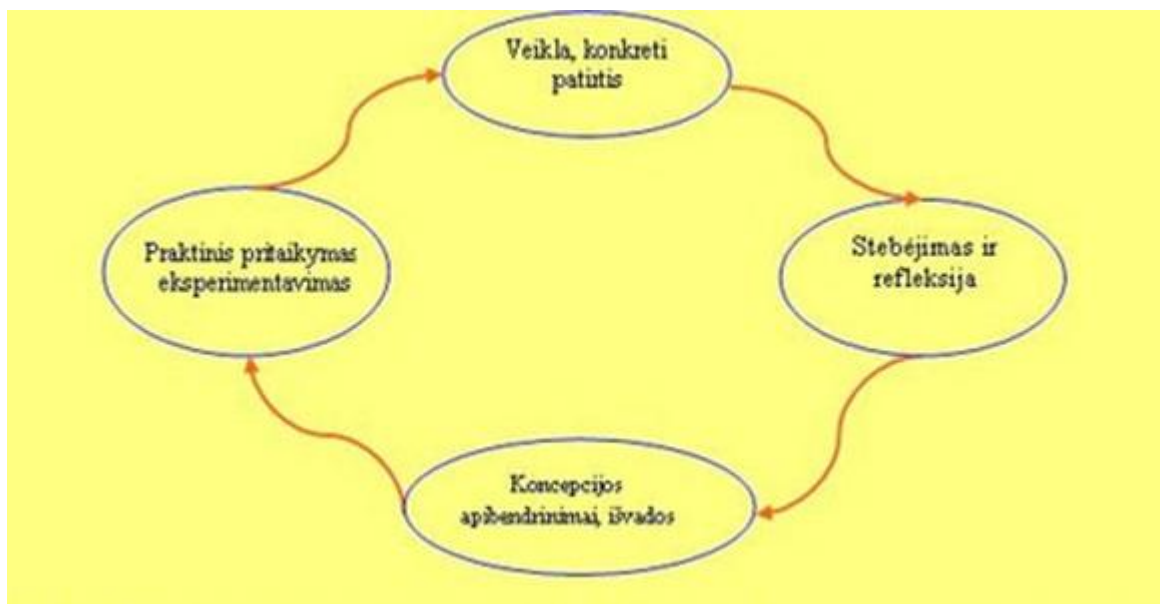 Veikla, konkreti
patirtis
Praktinis pritaikymas
eksperimentavimas
Stebėjimas ir
refleksija
Koncepcijos
apibendrinimai, išvados